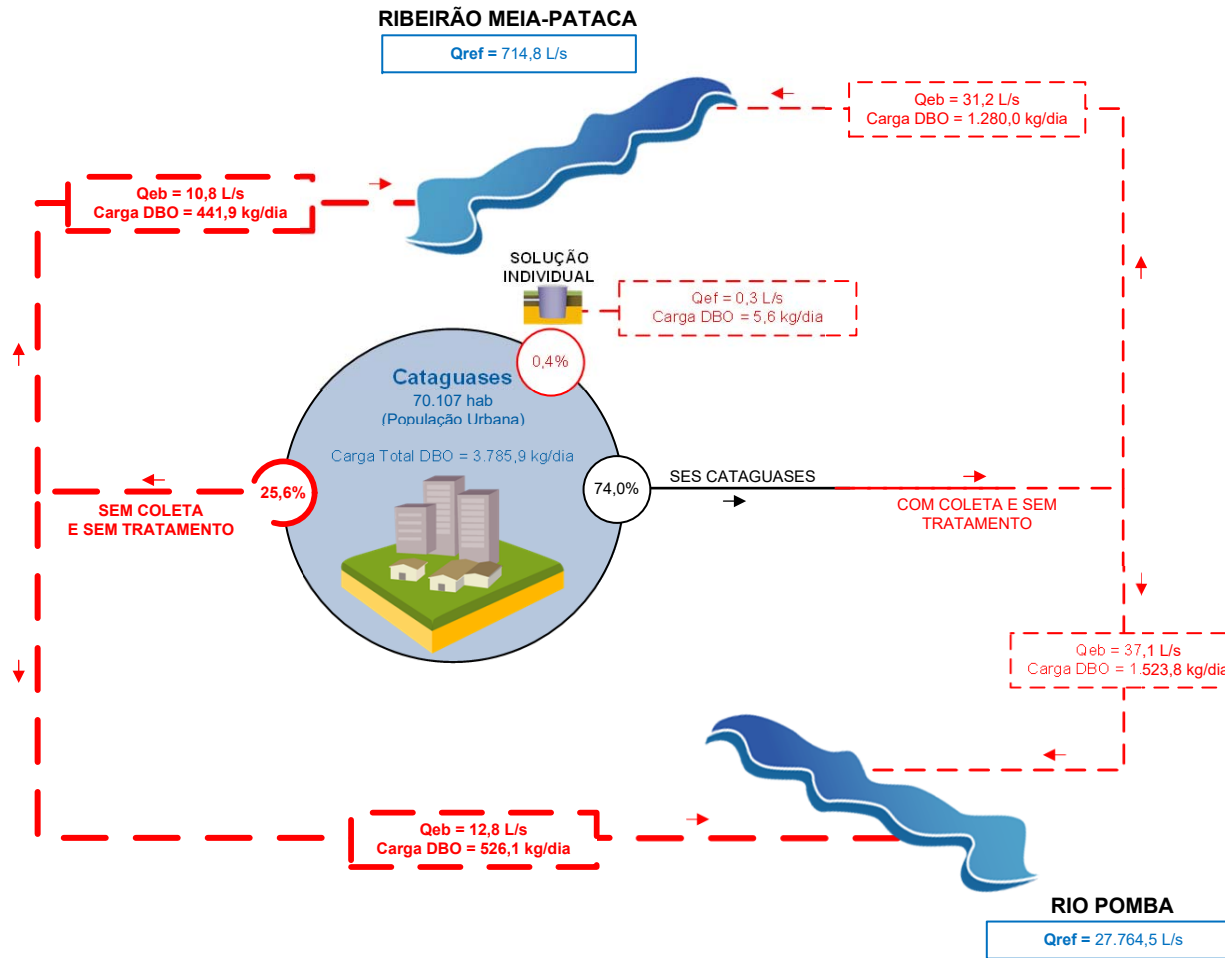 RIBEIRÃO MEIA-PATACA
Qref = 714,8 L/s
Qeb = 31,2 L/s
Carga DBO = 1.280,0 kg/dia
Qeb = 10,8 L/s
Carga DBO = 441,9 kg/dia
SOLUÇÃO
INDIVIDUAL
Qef = 0,3 L/s
Carga DBO = 5,6 kg/dia
0,4%
Cataguases
70.107 hab
(População Urbana)
Carga Total DBO = 3.785,9 kg/dia
25,6%
74,0%
SES CATAGUASES
SEM COLETA
E SEM TRATAMENTO
COM COLETA E SEM
TRATAMENTO
Qeb = 37,1 L/s
Carga DBO = 1.523,8 kg/dia
Qeb = 12,8 L/s
Carga DBO = 526,1 kg/dia
RIO POMBA
Qref = 27.764,5 L/s